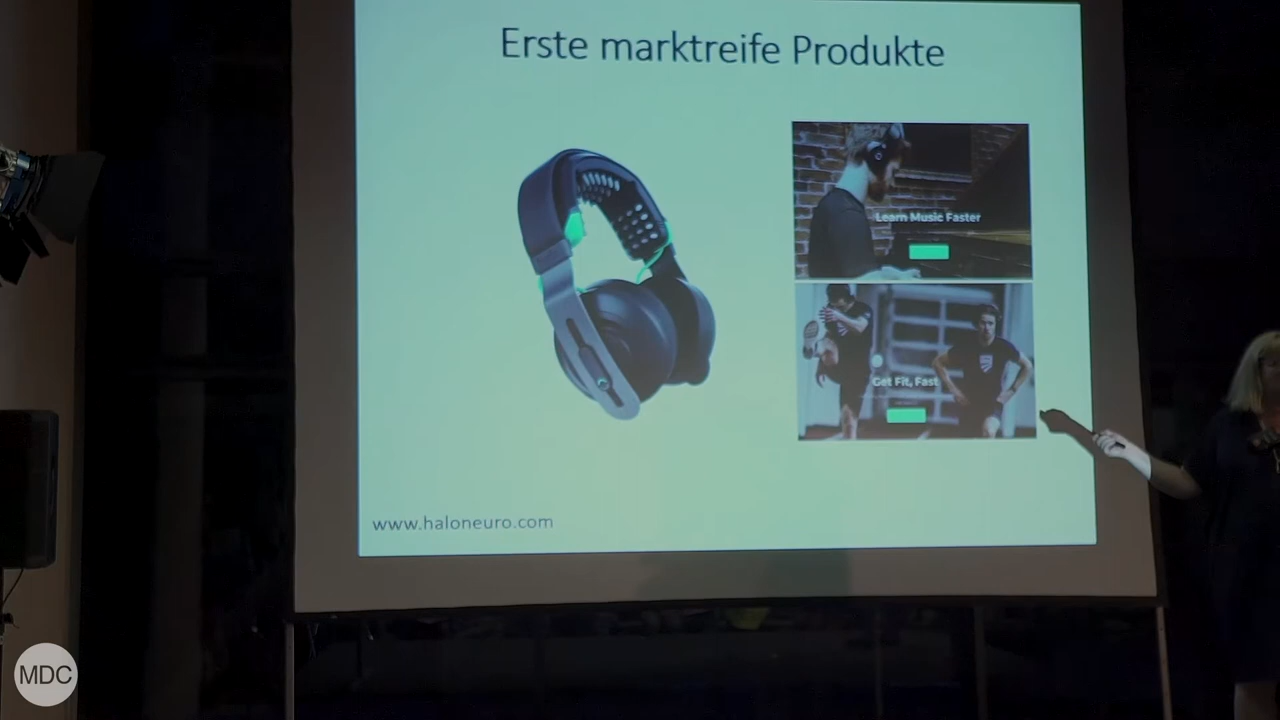 Erste marktreife Produkte
Learn Music Faster
Get Fit, Fast
www.haloneuro.com
MDC